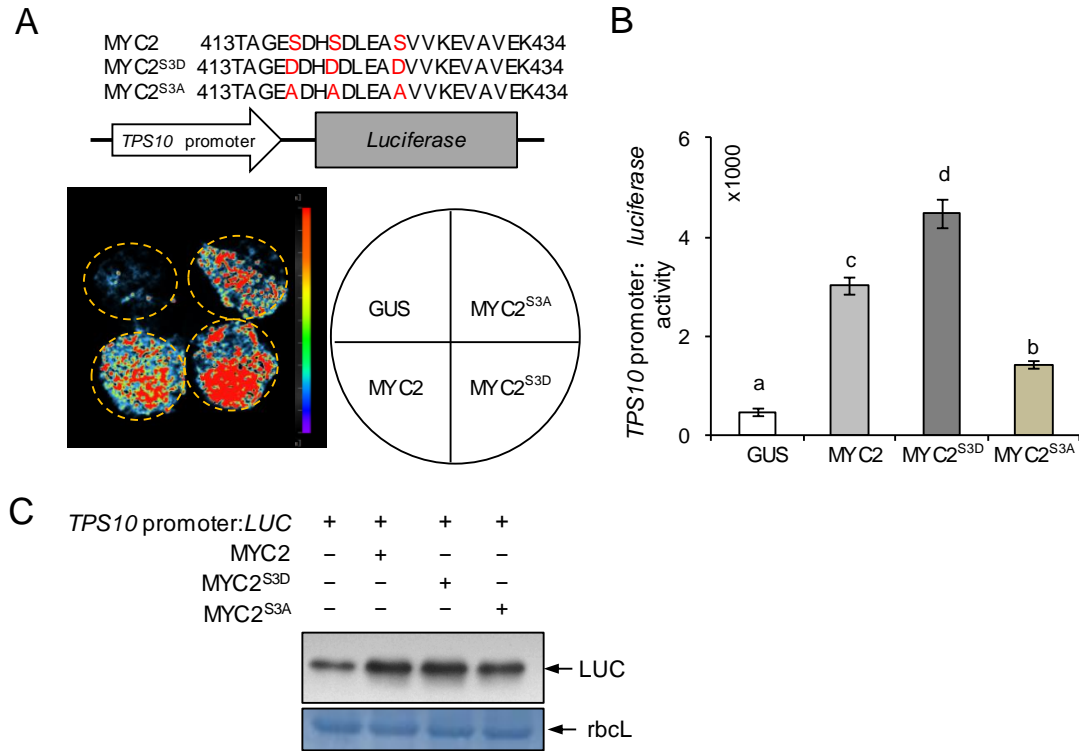 A
MYC2 413TAGESDHSDLEASVVKEVAVEK434
MYC2S3D 413TAGEDDHDDLEADVVKEVAVEK434
MYC2S3A 413TAGEADHADLEAAVVKEVAVEK434
TPS10 promoter
Luciferase
GUS
MYC2S3A
MYC2
MYC2S3D
B
TPS10 promoter: luciferase
activity
x1000
6
4
2
0
a
c
d
b
GUS MYC2 MYC2S3D MYC2S3A
C
TPS10 promoter:LUC + + + +
MYC2 – + – –
MYC2S3D – – + –
MYC2S3A – – – +
LUC
rbcL